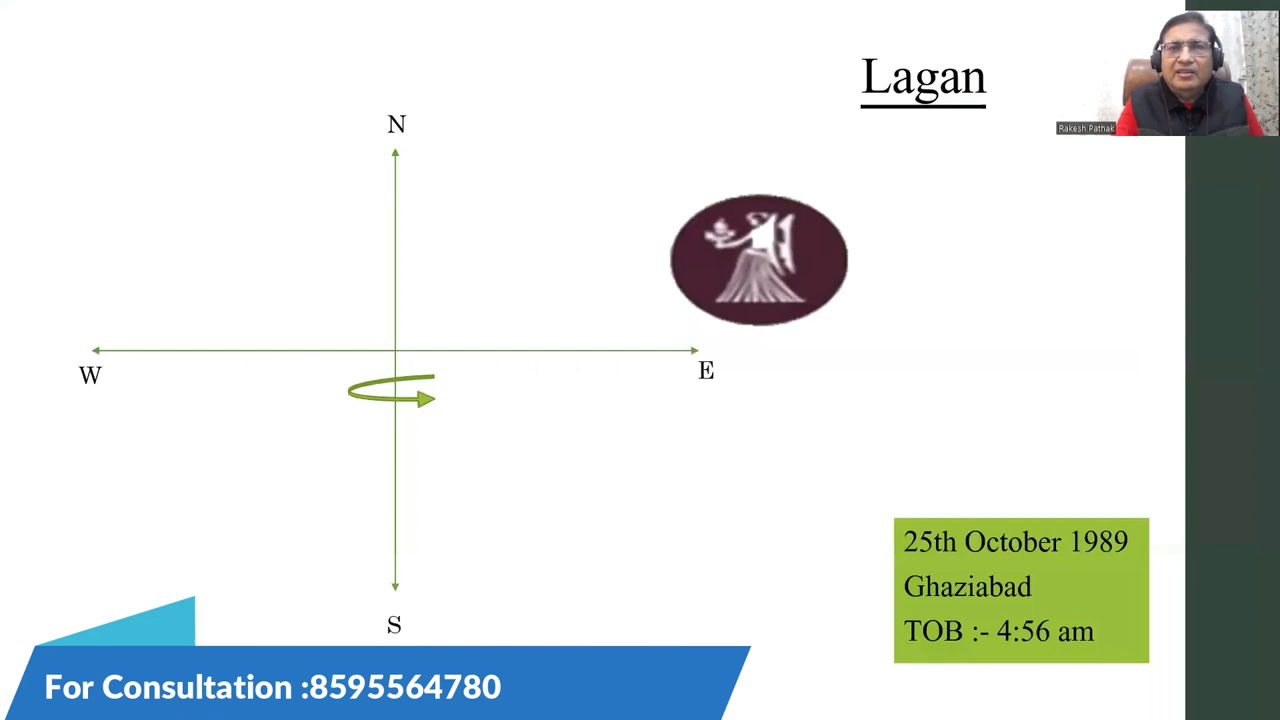 Lagan
Rakesh Pathak
N
W
E
S
25th October 1989
Ghaziabad
TOB :- 4:56 am
For Consultation :8595564780